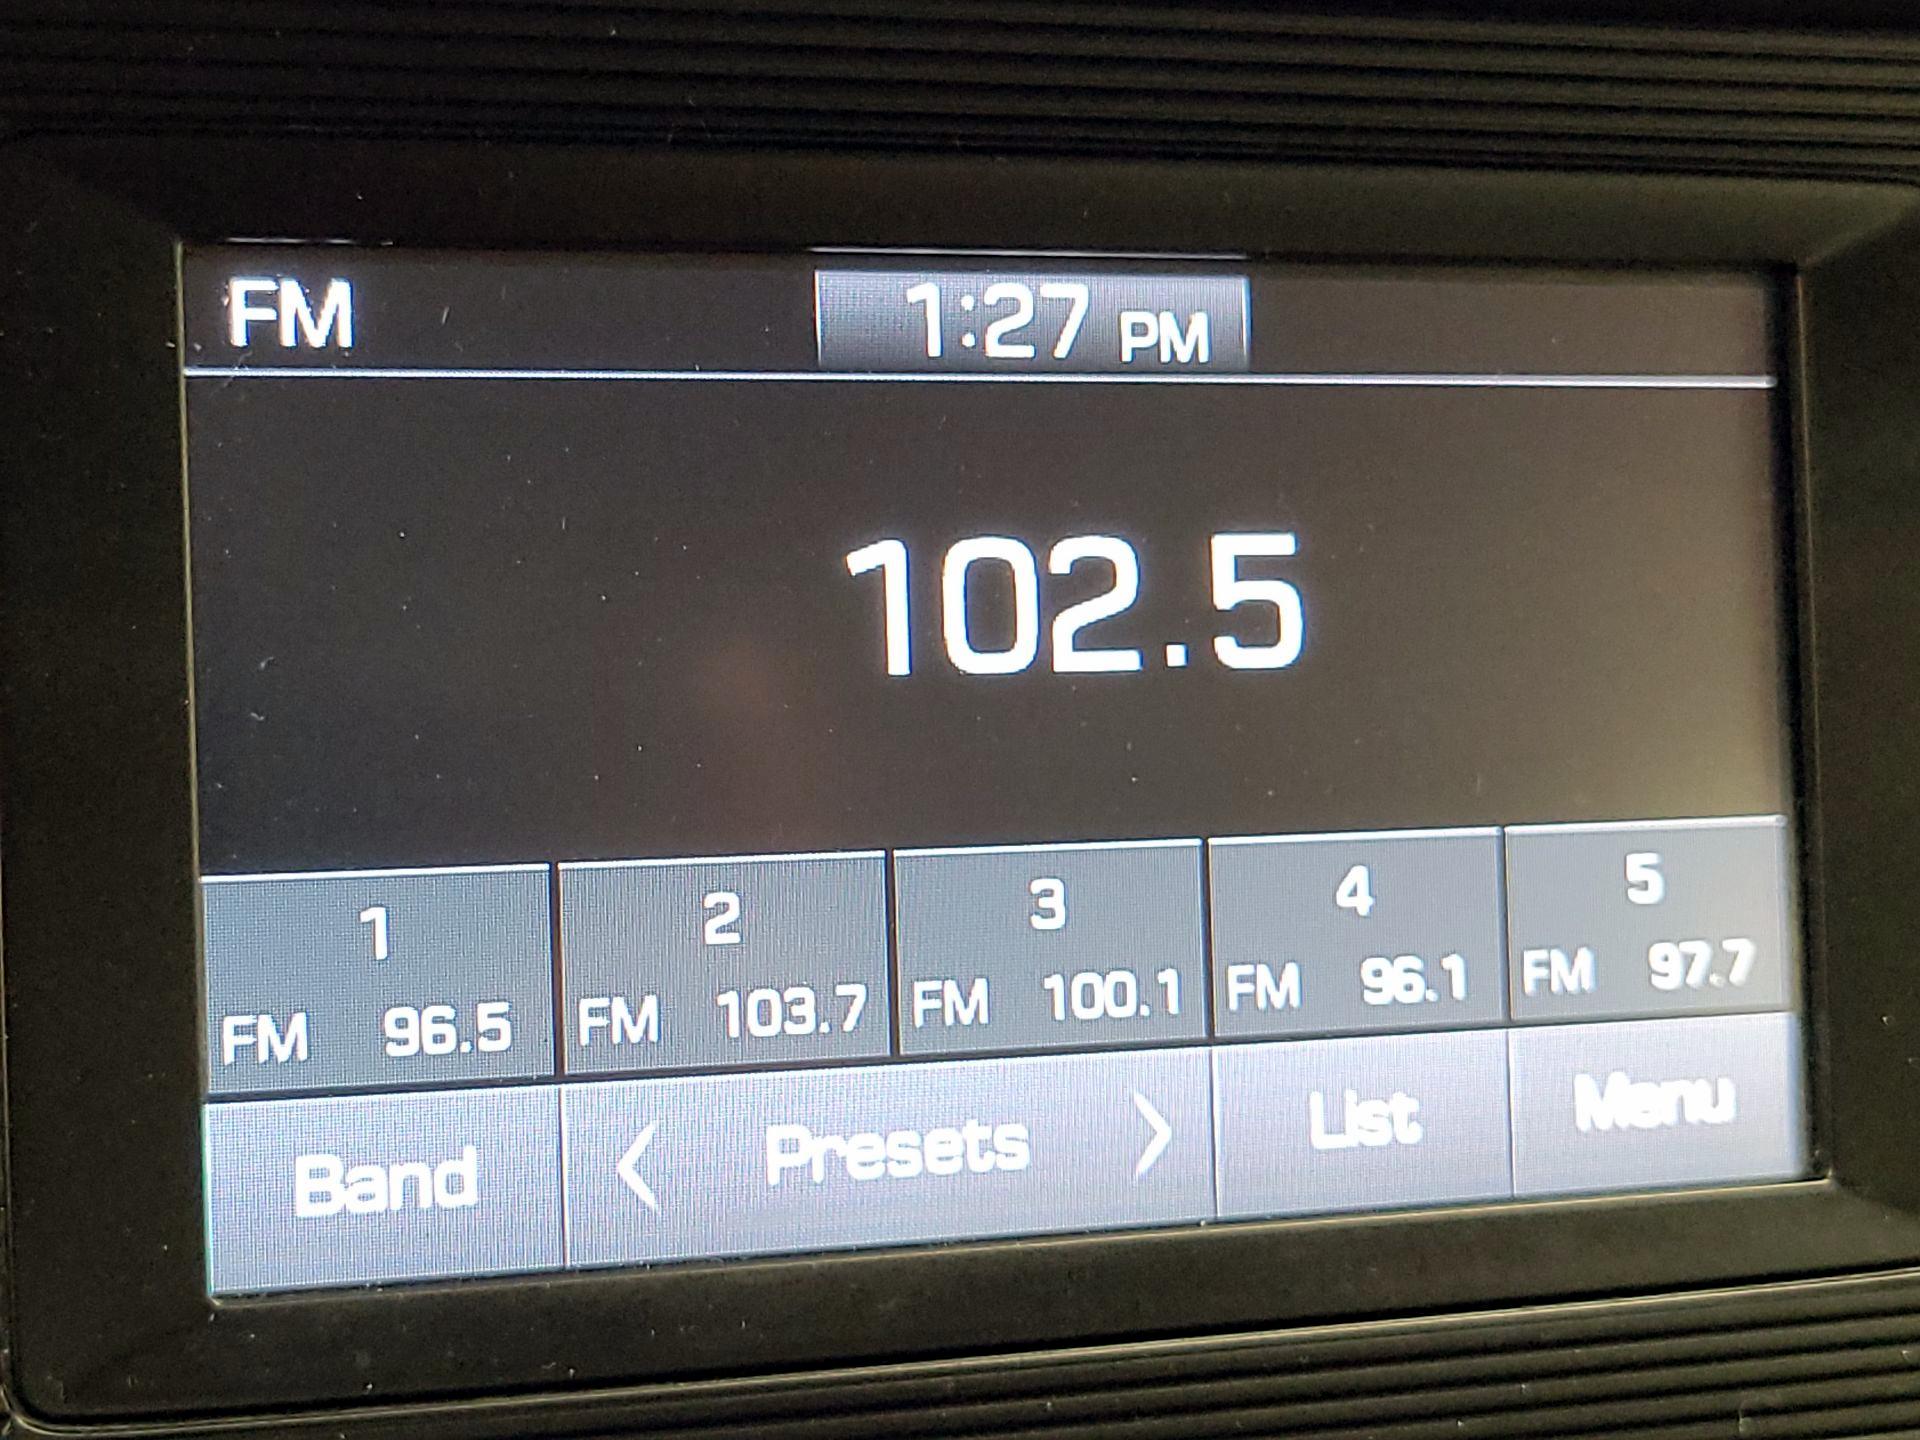 FM 1:27 PM
102.5
1 2 3 4 5
FM 96.5 FM 103.7 FM 100.1 FM 96.1 FM 97.7
Band < Presets > List Menu